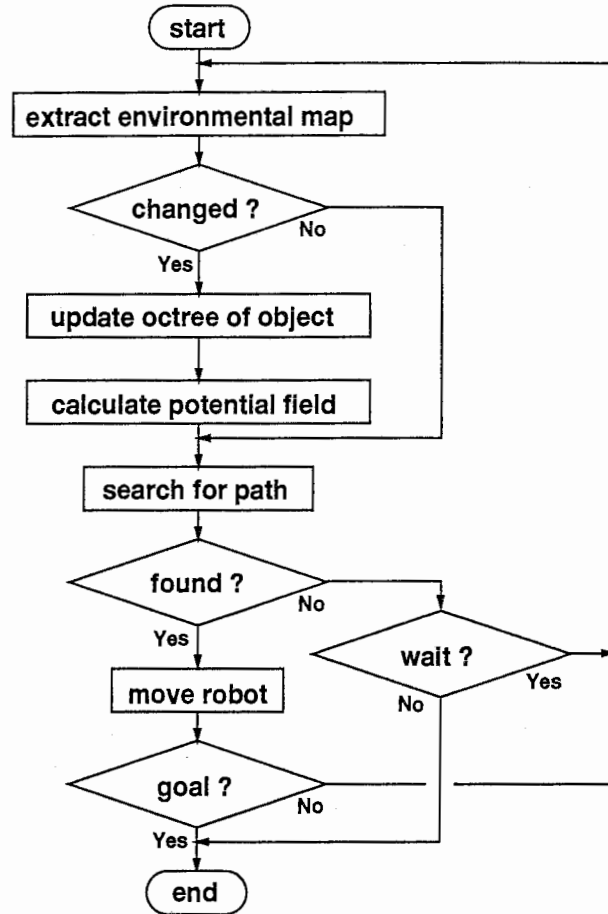 start
extract environmental map
changed ?
No
Yes
update octree of object
calculate potential field
search for path
found ?
No
Yes
wait ?
Yes
No
move robot
goal ?
No
Yes
end